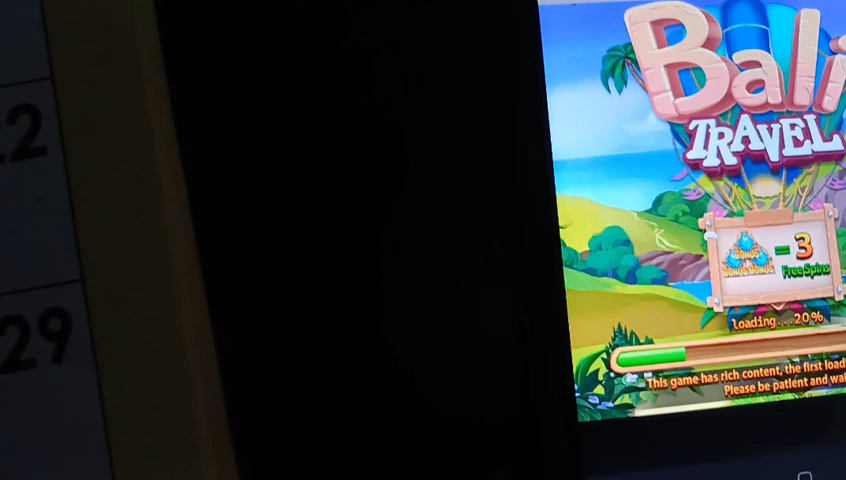 22
29
Bali
TRAVEL
BONUS
BONUS BONUS
= 3
Free Spins
loading...20%
This game has rich content, the first load
Please be patient and wai